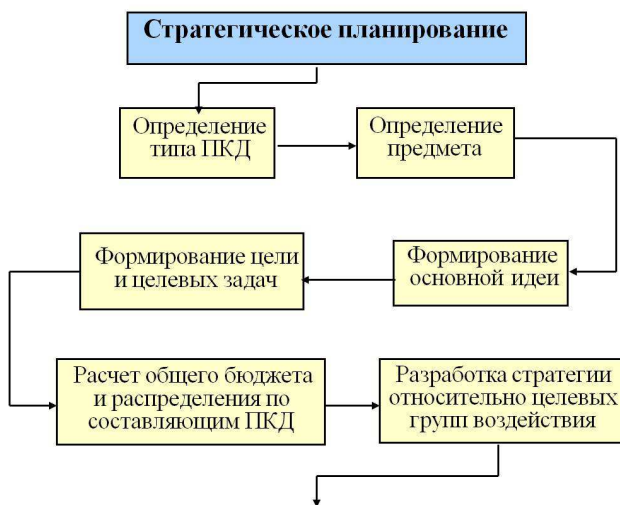 Стратегическое планирование
Определение
типа ПКД
Определение
предмета
Формирование
основной идеи
Формирование цели
и целевых задач
Расчет общего бюджета
и распределения по
составляющим ПКД
Разработка стратегии
относительно целевых
групп воздействия